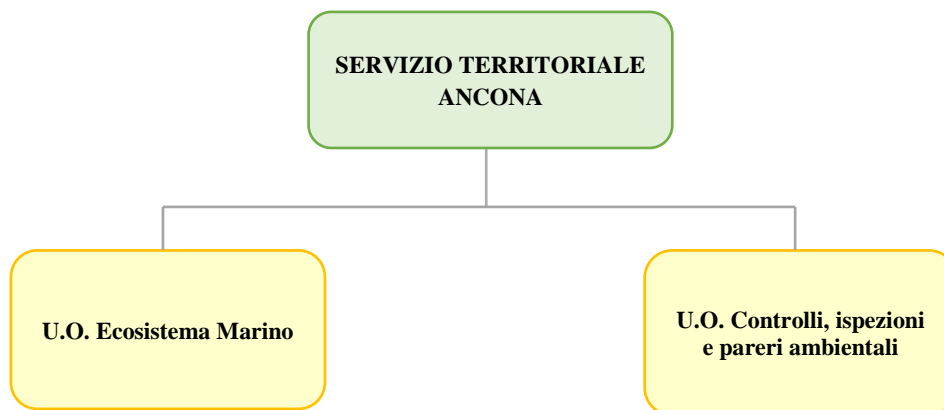 SERVIZIO TERRITORIALE
ANCONA
U.O. Ecosistema Marino
U.O. Controlli, ispezioni
e pareri ambientali